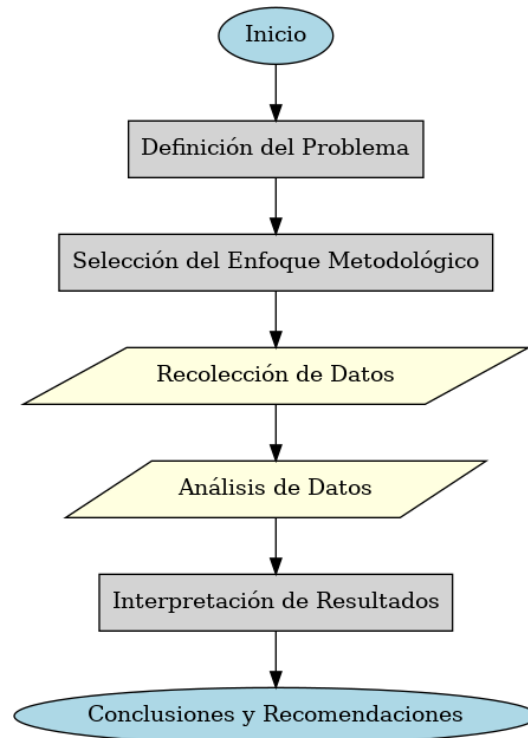 Inicio
Definición del Problema
Selección del Enfoque Metodológico
Recolección de Datos
Análisis de Datos
Interpretación de Resultados
Conclusiones y Recomendaciones